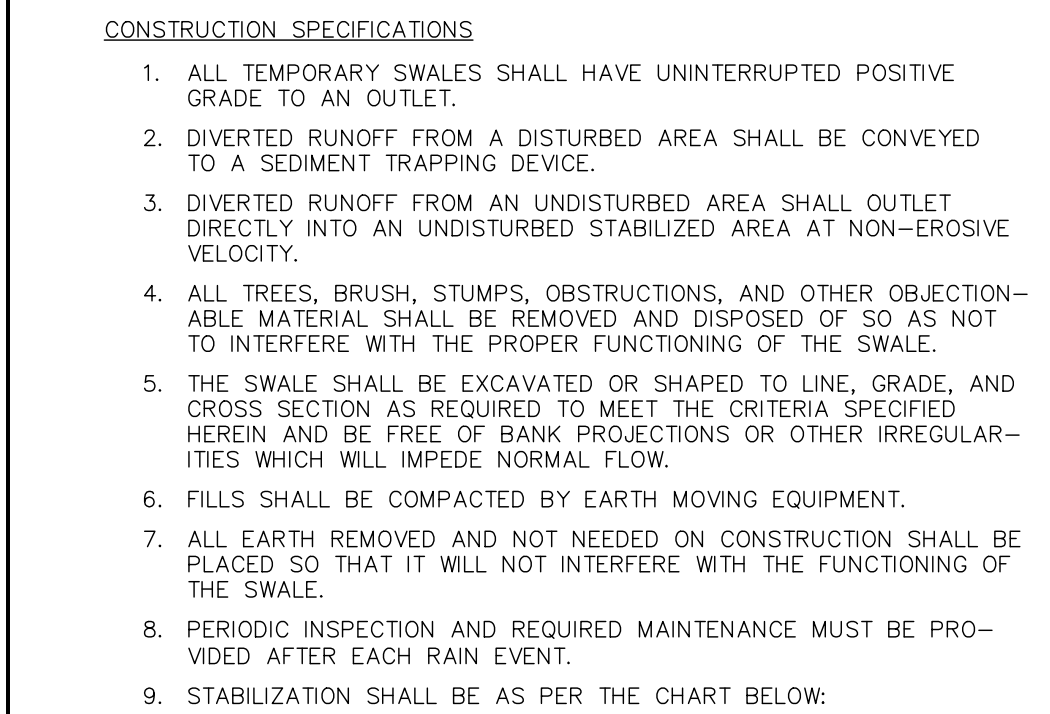 CONSTRUCTION SPECIFICATIONS
1. ALL TEMPORARY SWALES SHALL HAVE UNINTERRUPTED POSITIVE
GRADE TO AN OUTLET.
2. DIVERTED RUNOFF FROM A DISTURBED AREA SHALL BE CONVEYED
TO A SEDIMENT TRAPPING DEVICE.
3. DIVERTED RUNOFF FROM AN UNDISTURBED AREA SHALL OUTLET
DIRECTLY INTO AN UNDISTURBED STABILIZED AREA AT NON-EROSIVE
VELOCITY.
4. ALL TREES, BRUSH, STUMPS, OBSTRUCTIONS, AND OTHER OBJECTION-
ABLE MATERIAL SHALL BE REMOVED AND DISPOSED OF SO AS NOT
TO INTERFERE WITH THE PROPER FUNCTIONING OF THE SWALE.
5. THE SWALE SHALL BE EXCAVATED OR SHAPED TO LINE, GRADE, AND
CROSS SECTION AS REQUIRED TO MEET THE CRITERIA SPECIFIED
HEREIN AND BE FREE OF BANK PROJECTIONS OR OTHER IRREGULAR-
ITIES WHICH WILL IMPEDE NORMAL FLOW.
6. FILLS SHALL BE COMPACTED BY EARTH MOVING EQUIPMENT.
7. ALL EARTH REMOVED AND NOT NEEDED ON CONSTRUCTION SHALL BE
PLACED SO THAT IT WILL NOT INTERFERE WITH THE FUNCTIONING OF
THE SWALE.
8. PERIODIC INSPECTION AND REQUIRED MAINTENANCE MUST BE PRO-
VIDED AFTER EACH RAIN EVENT.
9. STABILIZATION SHALL BE AS PER THE CHART BELOW: